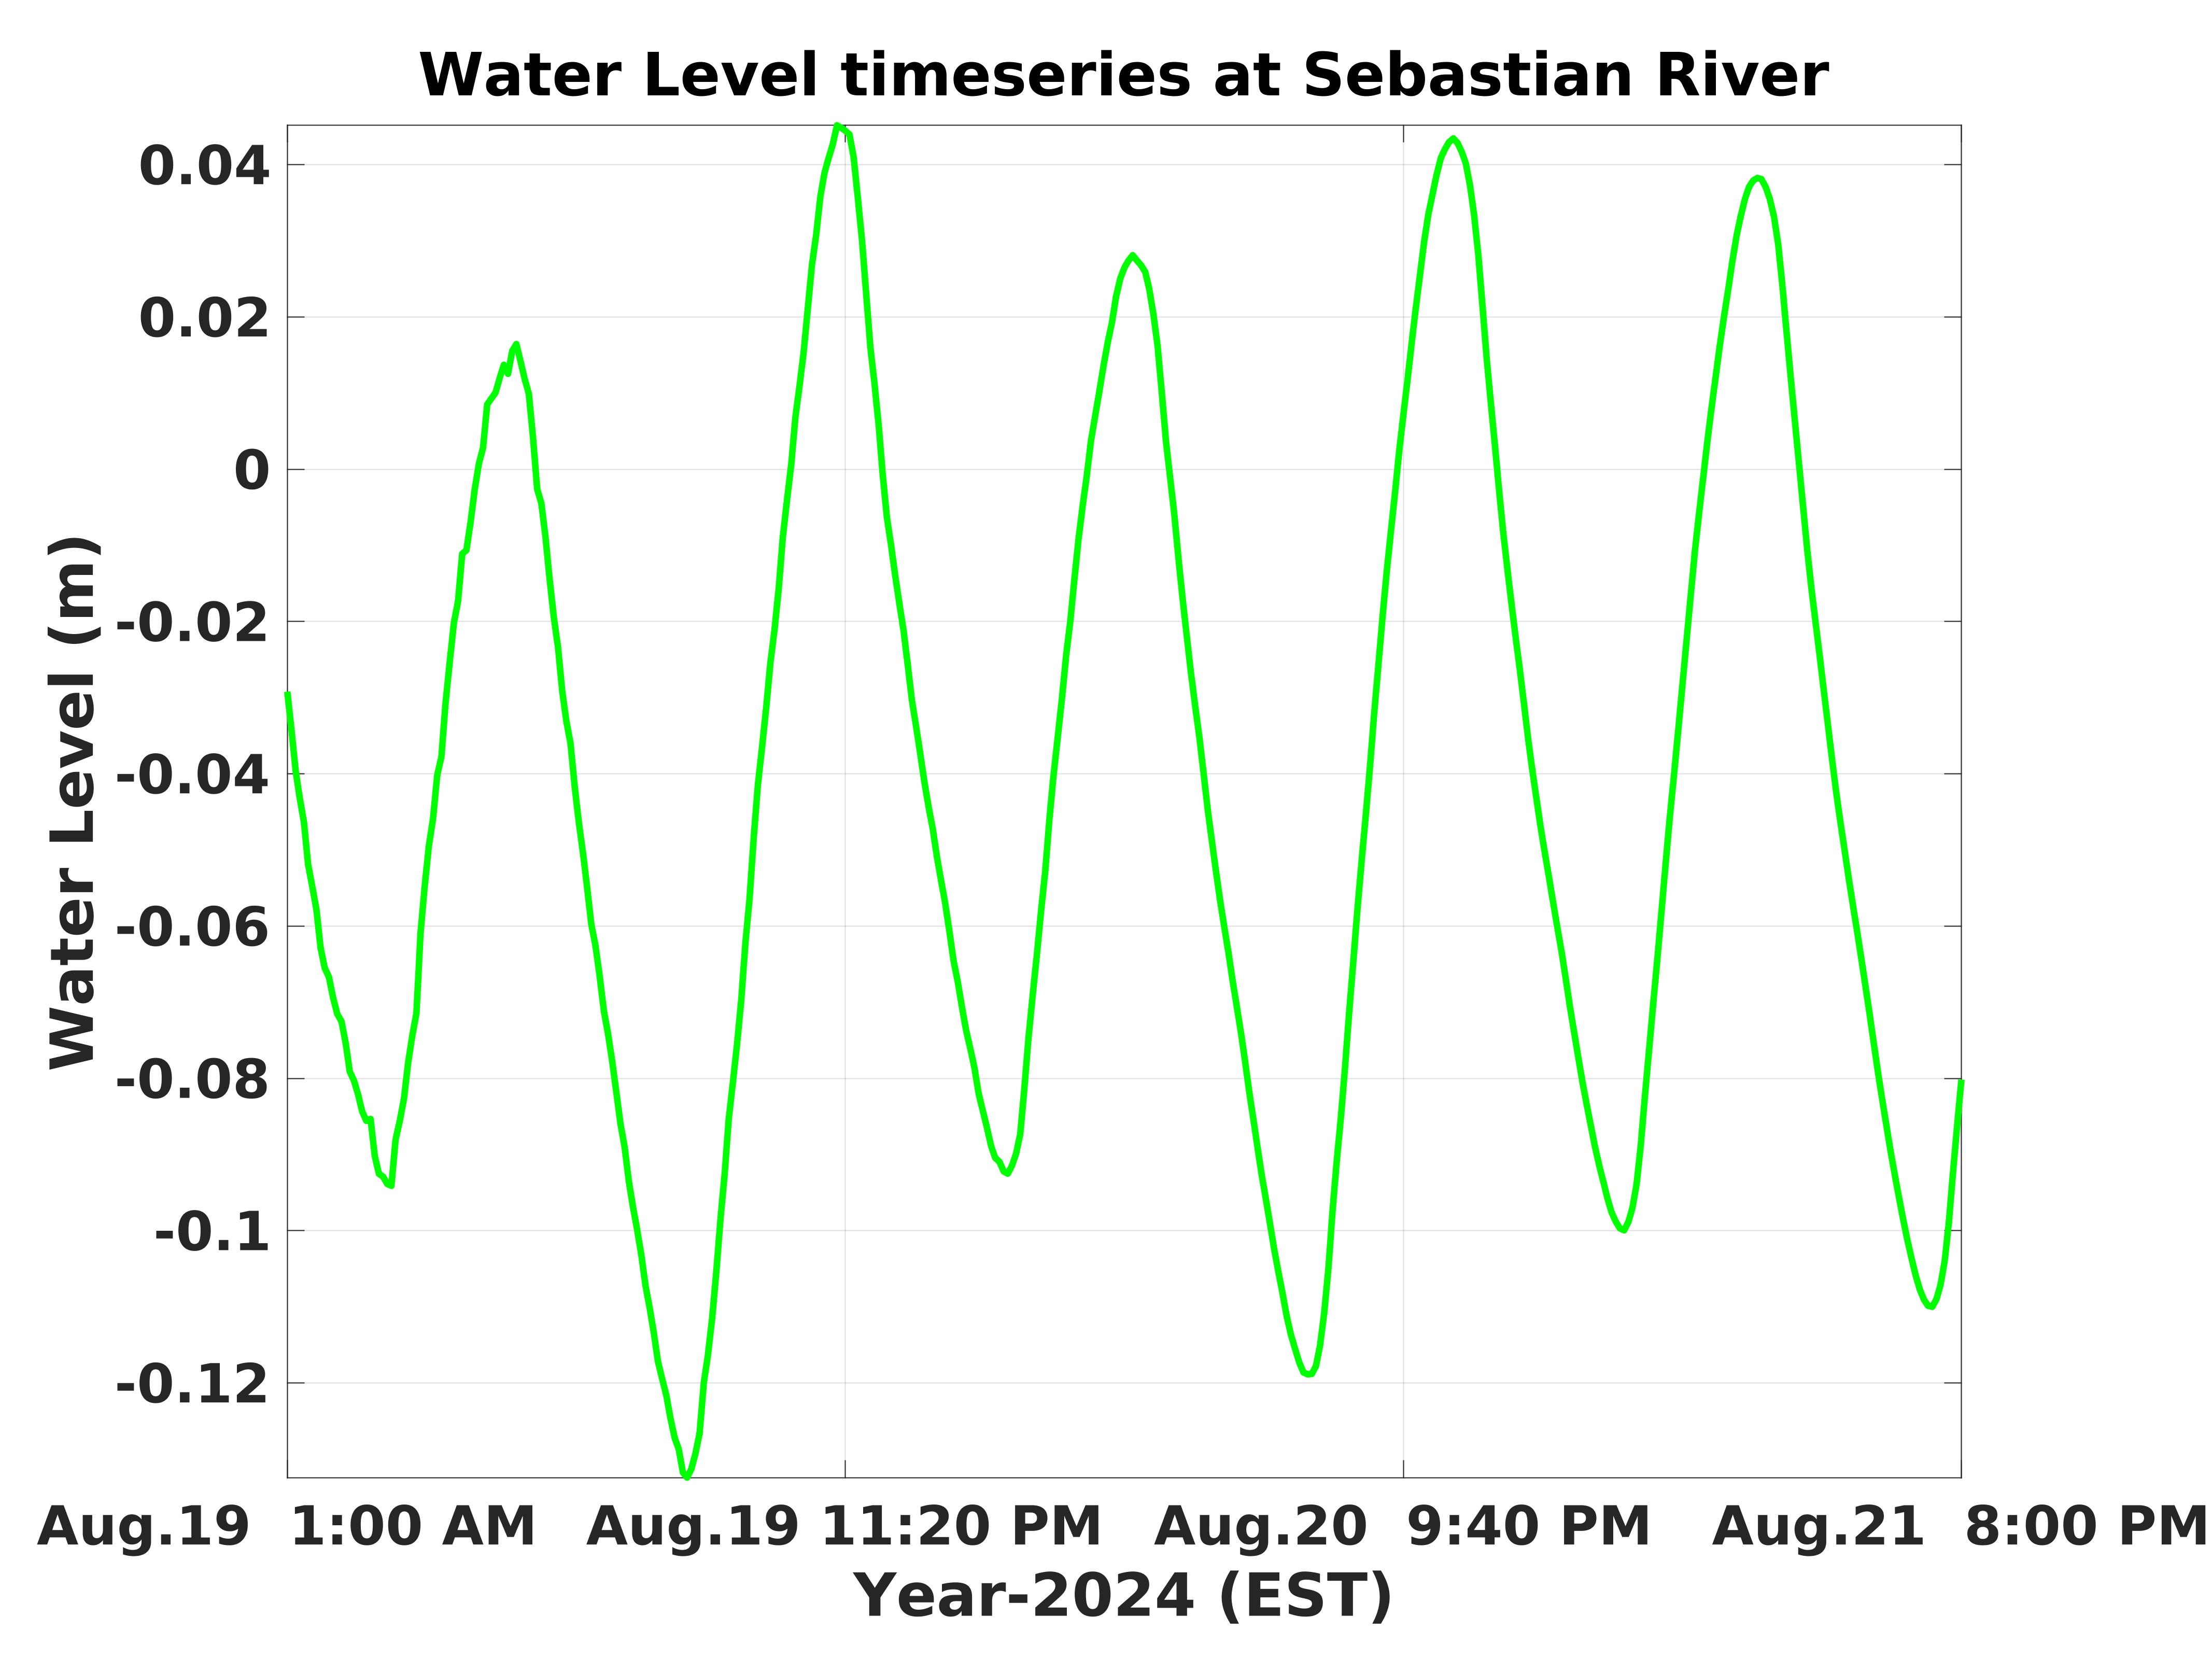 Water Level timeseries at Sebastian River
Water Level (m)
0.04
0.02
0
-0.02
-0.04
-0.06
-0.08
-0.1
-0.12
Aug.19  1:00 AM
Aug.19 11:20 PM
Aug.20  9:40 PM
Aug.21  8:00 PM
Year-2024 (EST)